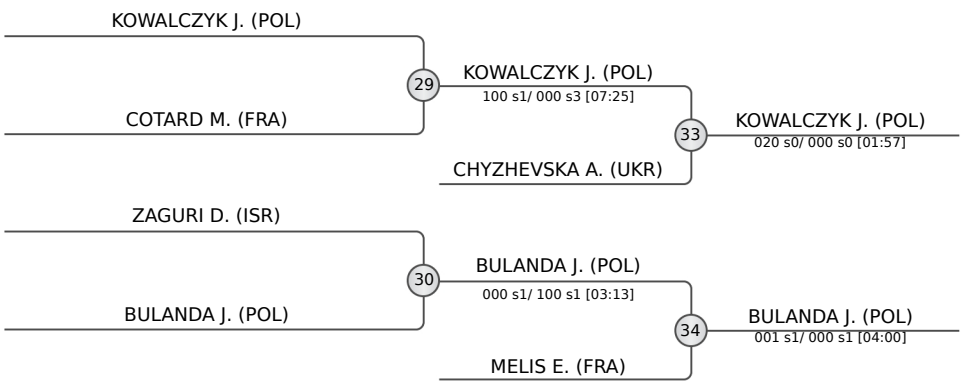 KOWALCZYK J. (POL)
29
COTARD M. (FRA)
KOWALCZYK J. (POL)
100 s1/ 000 s3 [07:25]
33
CHYZHEVSKA A. (UKR)
KOWALCZYK J. (POL)
020 s0/ 000 s0 [01:57]
ZAGURI D. (ISR)
30
BULANDA J. (POL)
BULANDA J. (POL)
000 s1/ 100 s1 [03:13]
34
MELIS E. (FRA)
BULANDA J. (POL)
001 s1/ 000 s1 [04:00]